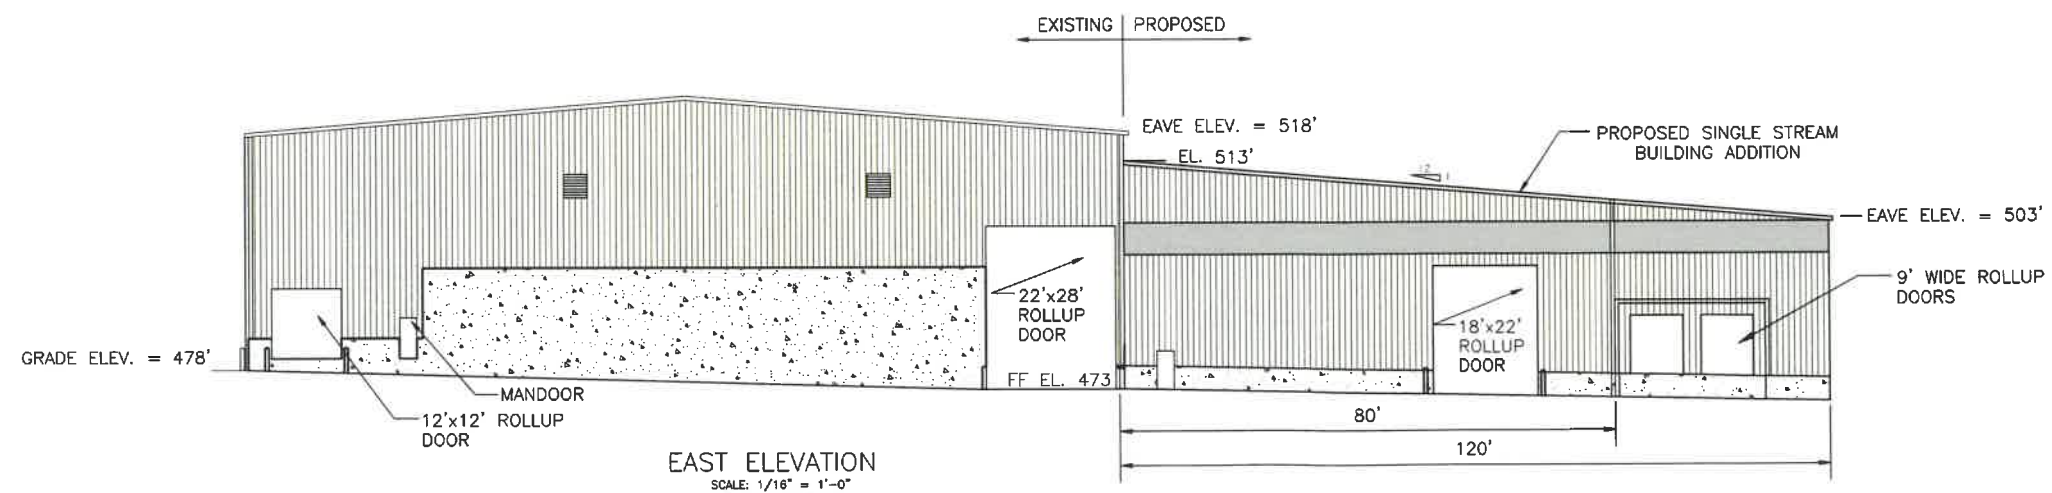 EXISTING PROPOSED
EAVE ELEV. = 518'
PROPOSED SINGLE STREAM
BUILDING ADDITION
EL. 513'
12
1
EAVE ELEV. = 503'
9' WIDE ROLLUP
DOORS
22'x28'
ROLLUP
DOOR
18'x22'
ROLLUP
DOOR
GRADE ELEV. = 478'
FF EL. 473
MANDOOR
12'x12' ROLLUP
DOOR
80'
120'
EAST ELEVATION
SCALE: 1/16" = 1'-0"